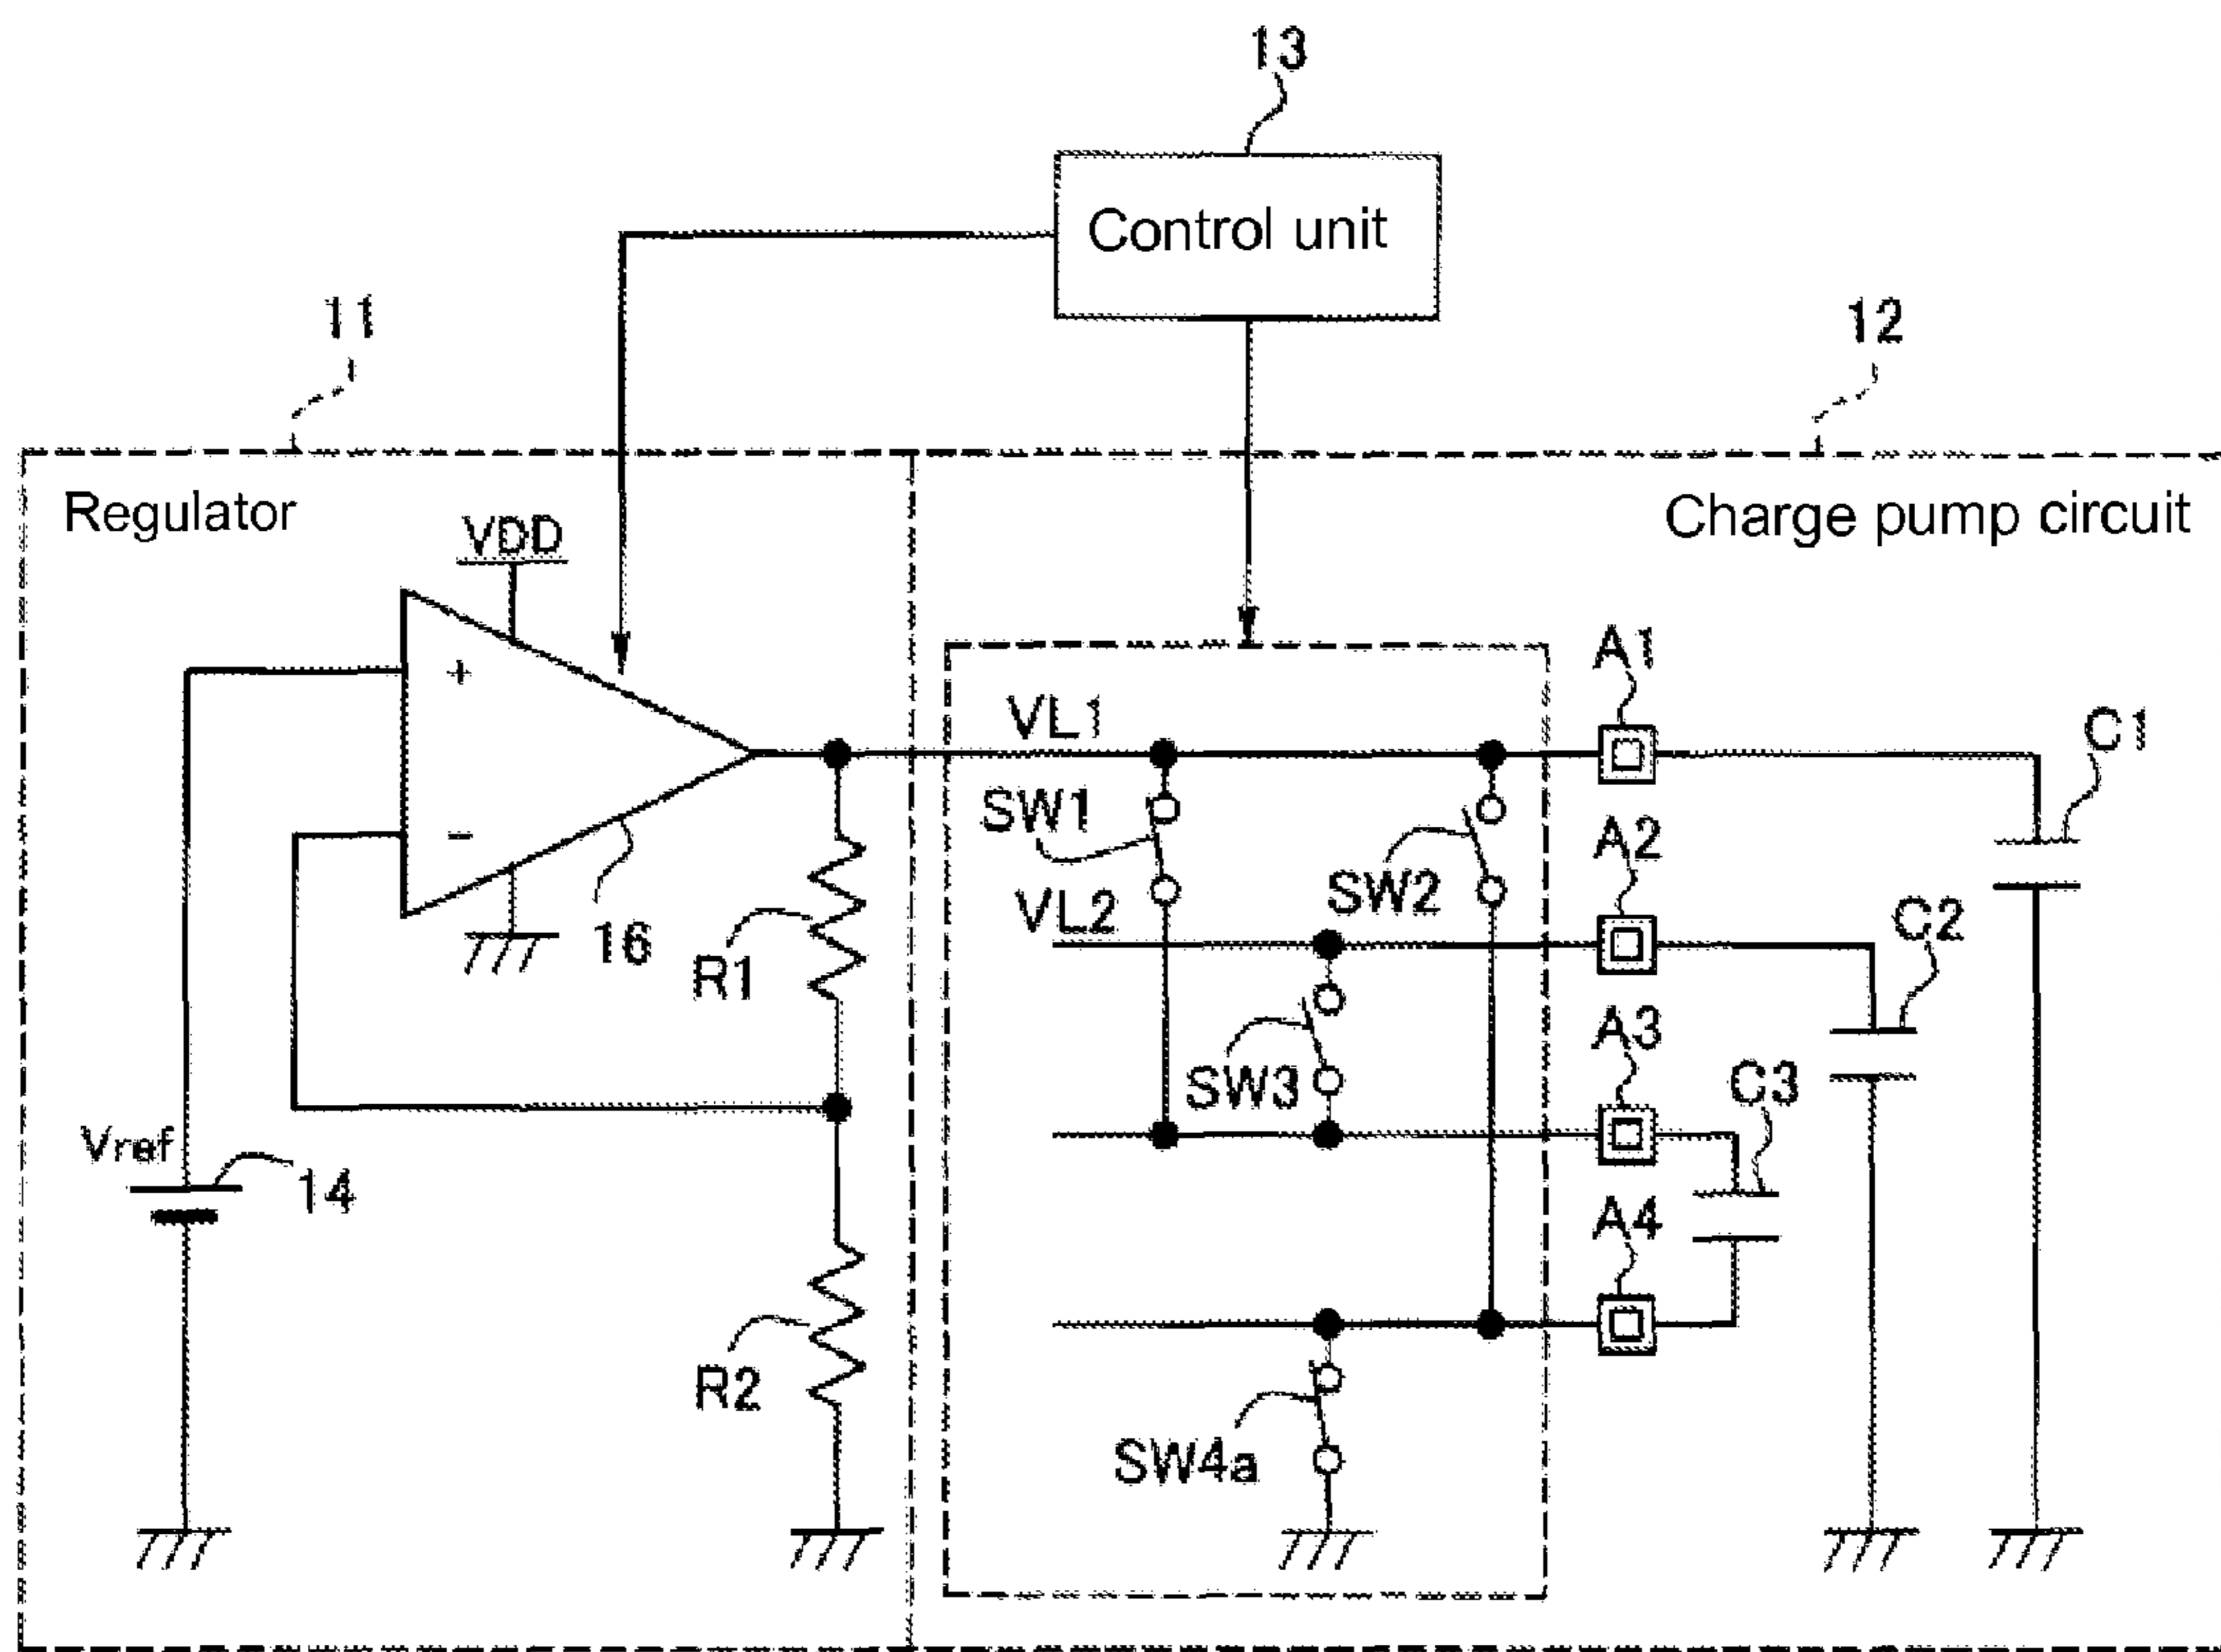 13
Control unit
11
12
Regulator
Charge pump circuit
VDD
+
−
16
VL1
A1
C1
SW1
SW2
A2
VL2
C2
R1
A3
SW3
C3
Vref
14
A4
R2
SW4a